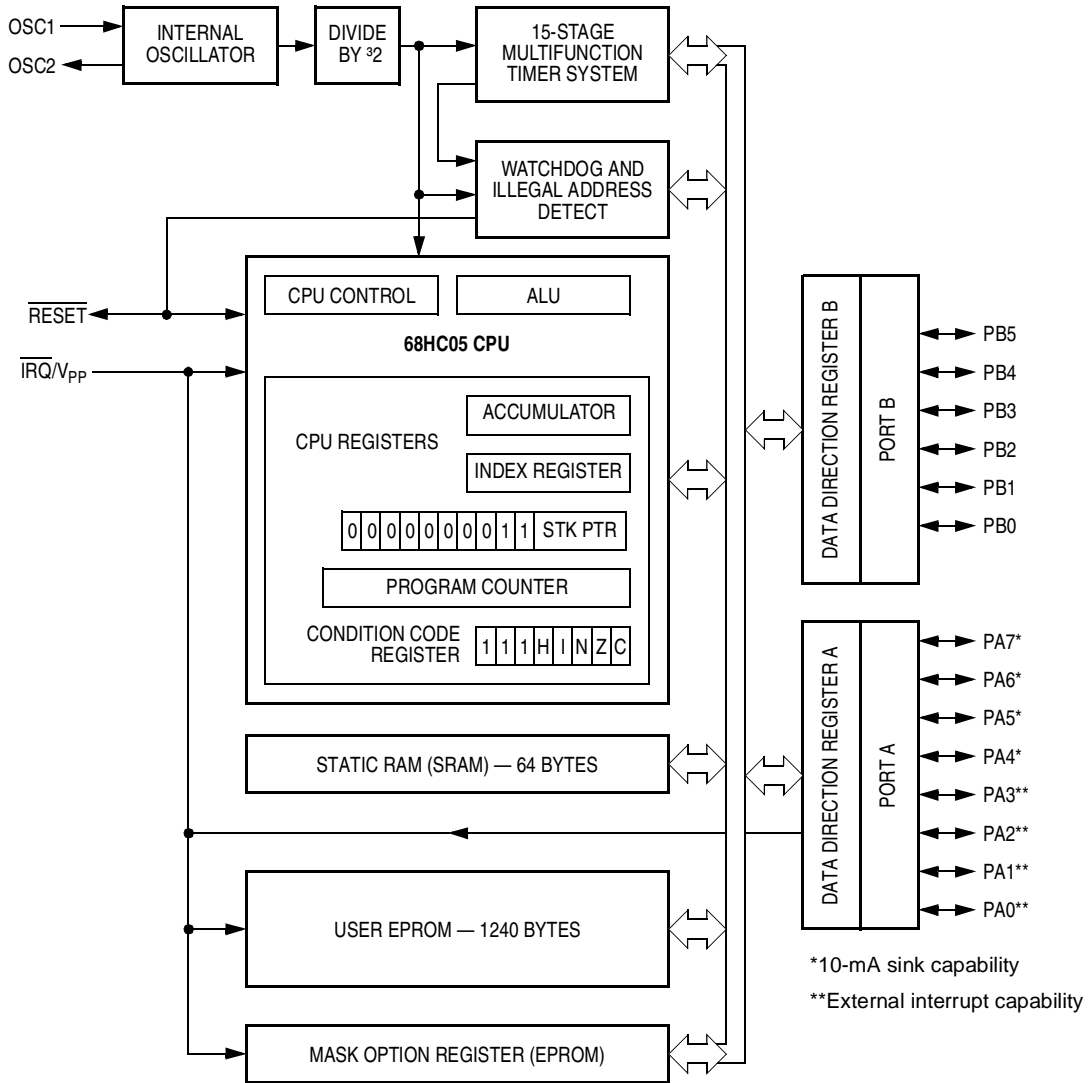 OSC1
OSC2
INTERNAL
OSCILLATOR
DIVIDE
BY ³2
15-STAGE
MULTIFUNCTION
TIMER SYSTEM
WATCHDOG AND
ILLEGAL ADDRESS
DETECT
RESET
IRQ/VPP
CPU CONTROL
ALU
68HC05 CPU
CPU REGISTERS
ACCUMULATOR
INDEX REGISTER
0 0 0 0 0 0 0 0 1 1 STK PTR
PROGRAM COUNTER
CONDITION CODE
REGISTER
1 1 1 H I N Z C
STATIC RAM (SRAM) — 64 BYTES
USER EPROM — 1240 BYTES
MASK OPTION REGISTER (EPROM)
DATA DIRECTION REGISTER B
PORT B
PB5
PB4
PB3
PB2
PB1
PB0
DATA DIRECTION REGISTER A
PORT A
PA7*
PA6*
PA5*
PA4*
PA3**
PA2**
PA1**
PA0**
*10-mA sink capability
**External interrupt capability